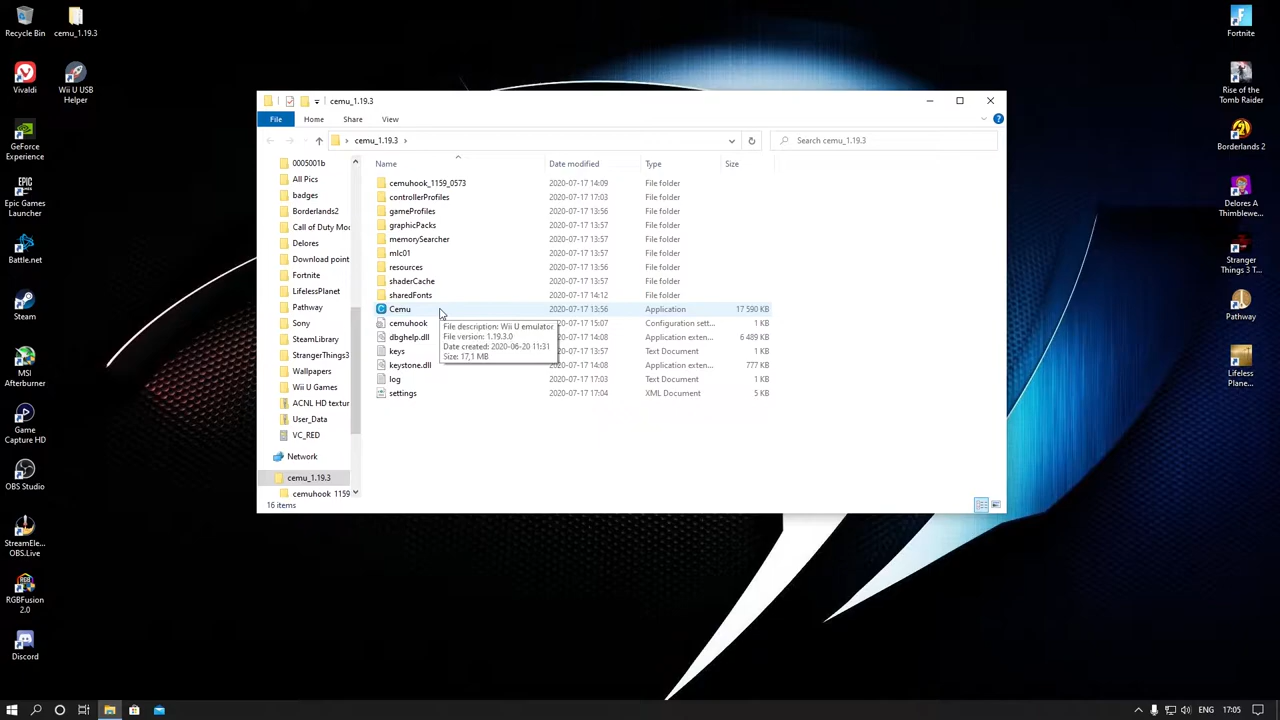 Recycle Bin
cemu_1.19.3
Vivaldi
Wii U USB
Helper
GeForce
Experience
Epic Games
Launcher
Battle.net
Steam
MSI
Afterburner
Game
Capture HD
OBS Studio
StreamEle...
OBS.Live
RGBFusion
2.0
Discord
cemu_1.19.3
File
Home
Share
View
cemu_1.19.3
Search cemu_1.19.3
Name
Date modified
Type
Size
0005001b
All Pics
badges
Borderlands2
Call of Duty Mod
Delores
Download point
Fortnite
LifelessPlanet
Pathway
Sony
SteamLibrary
StrangerThings3
Wallpapers
Wii U Games
ACNL HD textur
User_Data
VC_RED
Network
cemu_1.19.3
cemuhook_1159
cemuhook_1159_0573 2020-07-17 14:09 File folder
controllerProfiles 2020-07-17 17:03 File folder
gameProfiles 2020-07-17 13:56 File folder
graphicPacks 2020-07-17 13:57 File folder
memorySearcher 2020-07-17 13:57 File folder
mlc01 2020-07-17 13:57 File folder
resources 2020-07-17 13:56 File folder
shaderCache 2020-07-17 13:57 File folder
sharedFonts 2020-07-17 14:12 File folder
Cemu 2020-07-17 13:56 Application 17 590 KB
cemuhook 2020-07-17 15:07 Configuration sett... 1 KB
dbghelp.dll 2020-07-17 14:08 Application exten... 6 489 KB
keys 2020-07-17 13:57 Text Document 1 KB
keystone.dll 2020-07-17 14:08 Application exten... 777 KB
log 2020-07-17 17:03 Text Document 1 KB
settings 2020-07-17 17:04 XML Document 5 KB
File description: Wii U emulator
File version: 1.19.3.0
Date created: 2020-06-20 11:31
Size: 17,1 MB
16 items
Fortnite
Rise of the
Tomb Raider
Borderlands 2
Delores A
Thimblewe...
Stranger
Things 3 T...
Pathway
Lifeless
Plane...
ENG
17:05